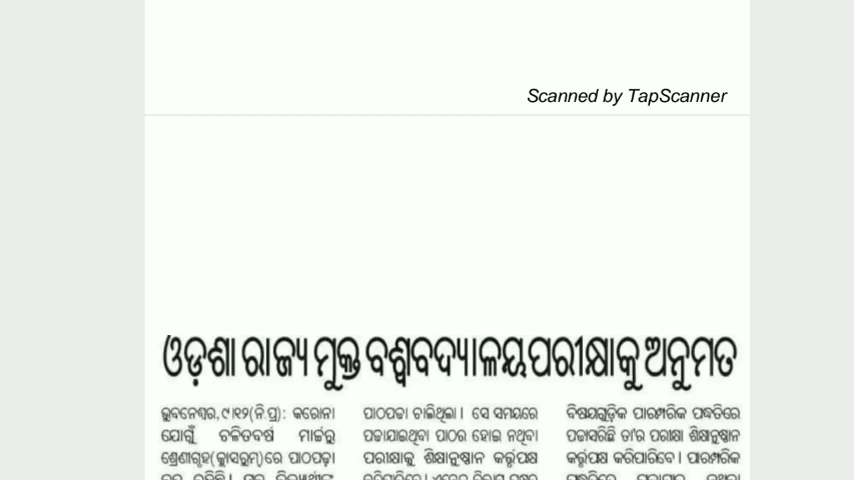 Scanned by TapScanner
ଓଡ଼ଶା ରାଜ୍ୟ ମୁକ୍ତ ବଶ୍ୱବଦ୍ୟାଳୟ ପରୀକ୍ଷାକୁ ଅନୁମତ
ଭୁବନେଶ୍ୱର,୯।୧୨(ନି.ପ୍ର): କରୋନା
ଯୋଗୁଁ ଚଳିତବର୍ଷ ମାର୍ଚ୍ଚରୁ
ଶ୍ରେଣୀଗୃହ(କ୍ଲାସରୁମ୍)ରେ ପାଠପଢ଼ା
ପାଠପଢା ଚାଲିଥିଲା। ସେ ସମୟରେ
ପଢାଯାଇଥିବା ପାଠର ହୋଇ ନଥିବା
ପରୀକ୍ଷାକୁ ଶିକ୍ଷାନୁଷ୍ଠାନ କର୍ତ୍ତୃପକ୍ଷ
ବିଷୟଗୁଡ଼ିକ ପାରମ୍ପରିକ ପଦ୍ଧତିରେ
ପଢାସରିଛି ତା'ର ପରୀକ୍ଷା ଶିକ୍ଷାନୁଷ୍ଠାନ
କର୍ତ୍ତୃପକ୍ଷ କରିପାରିବେ। ପାରମ୍ପରିକ